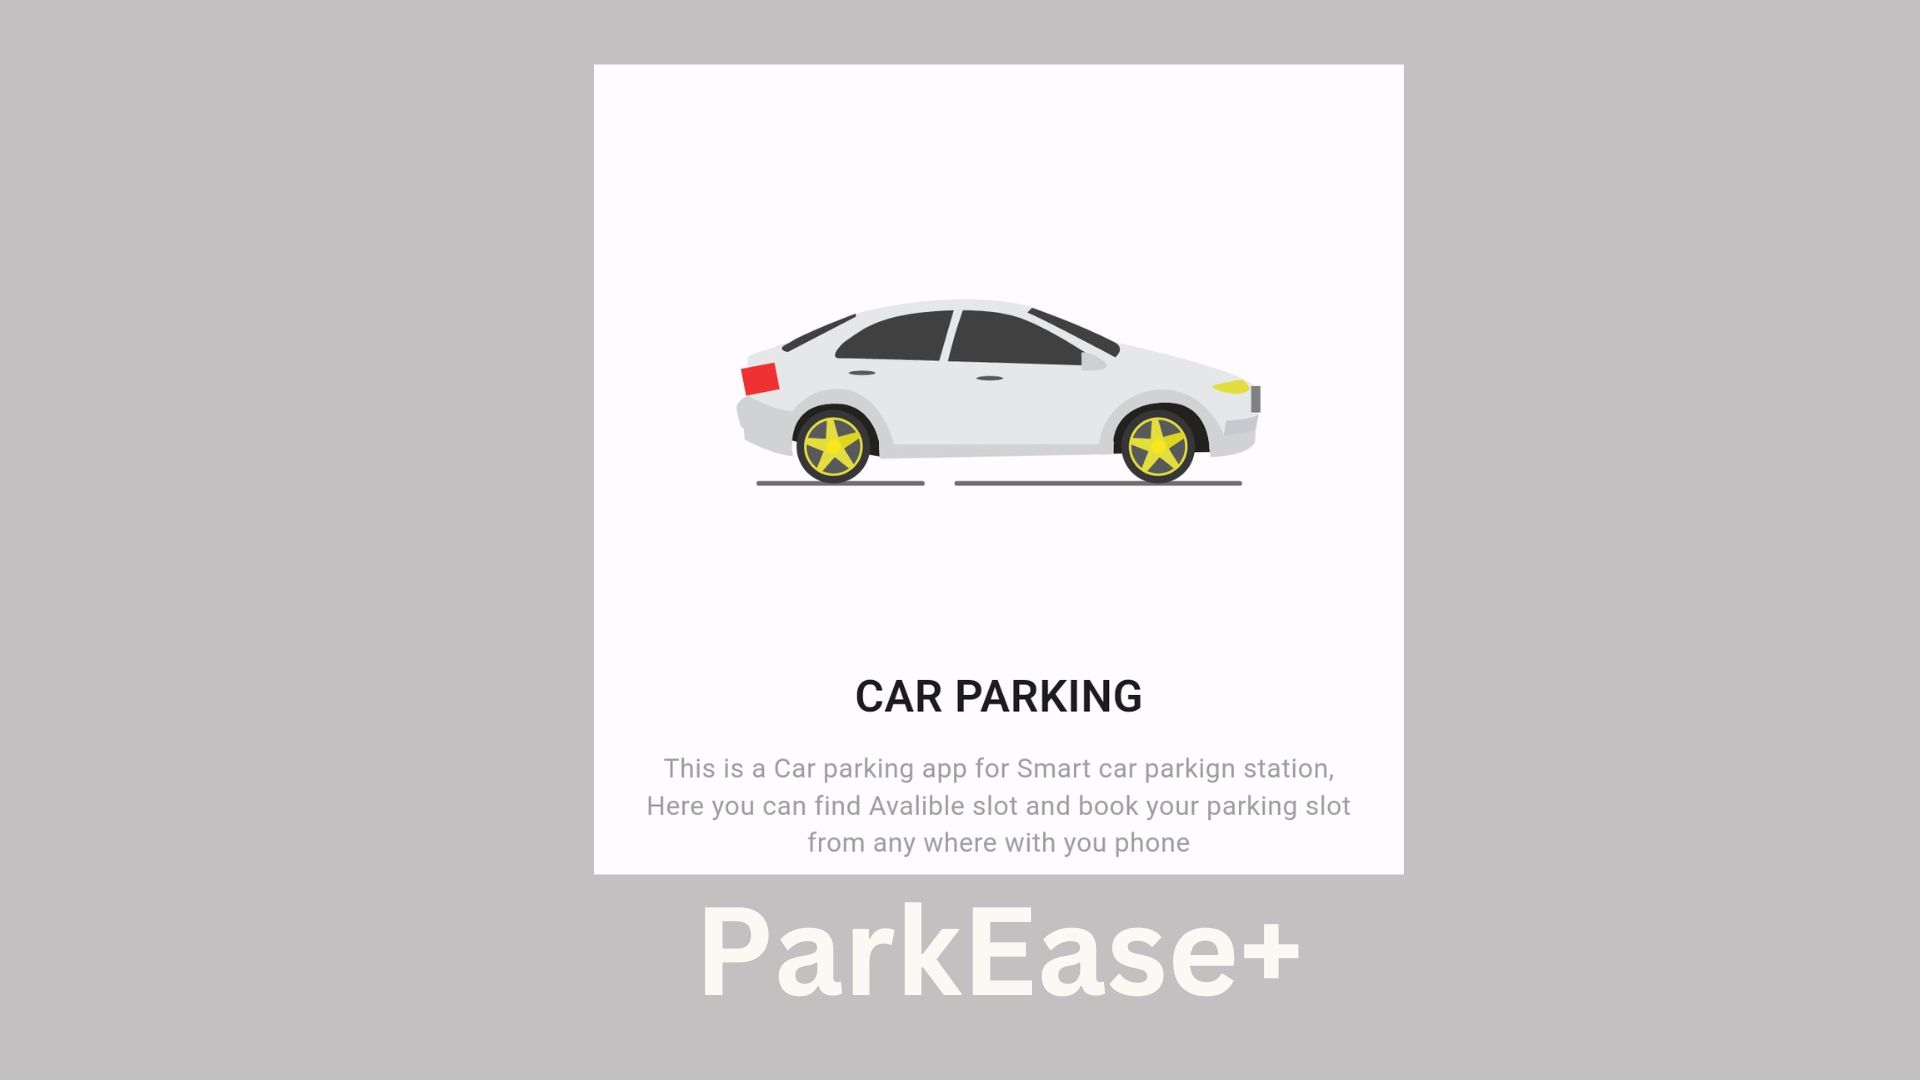 CAR PARKING
This is a Car parking app for Smart car parkign station,
Here you can find Avalible slot and book your parking slot
from any where with you phone
ParkEase+